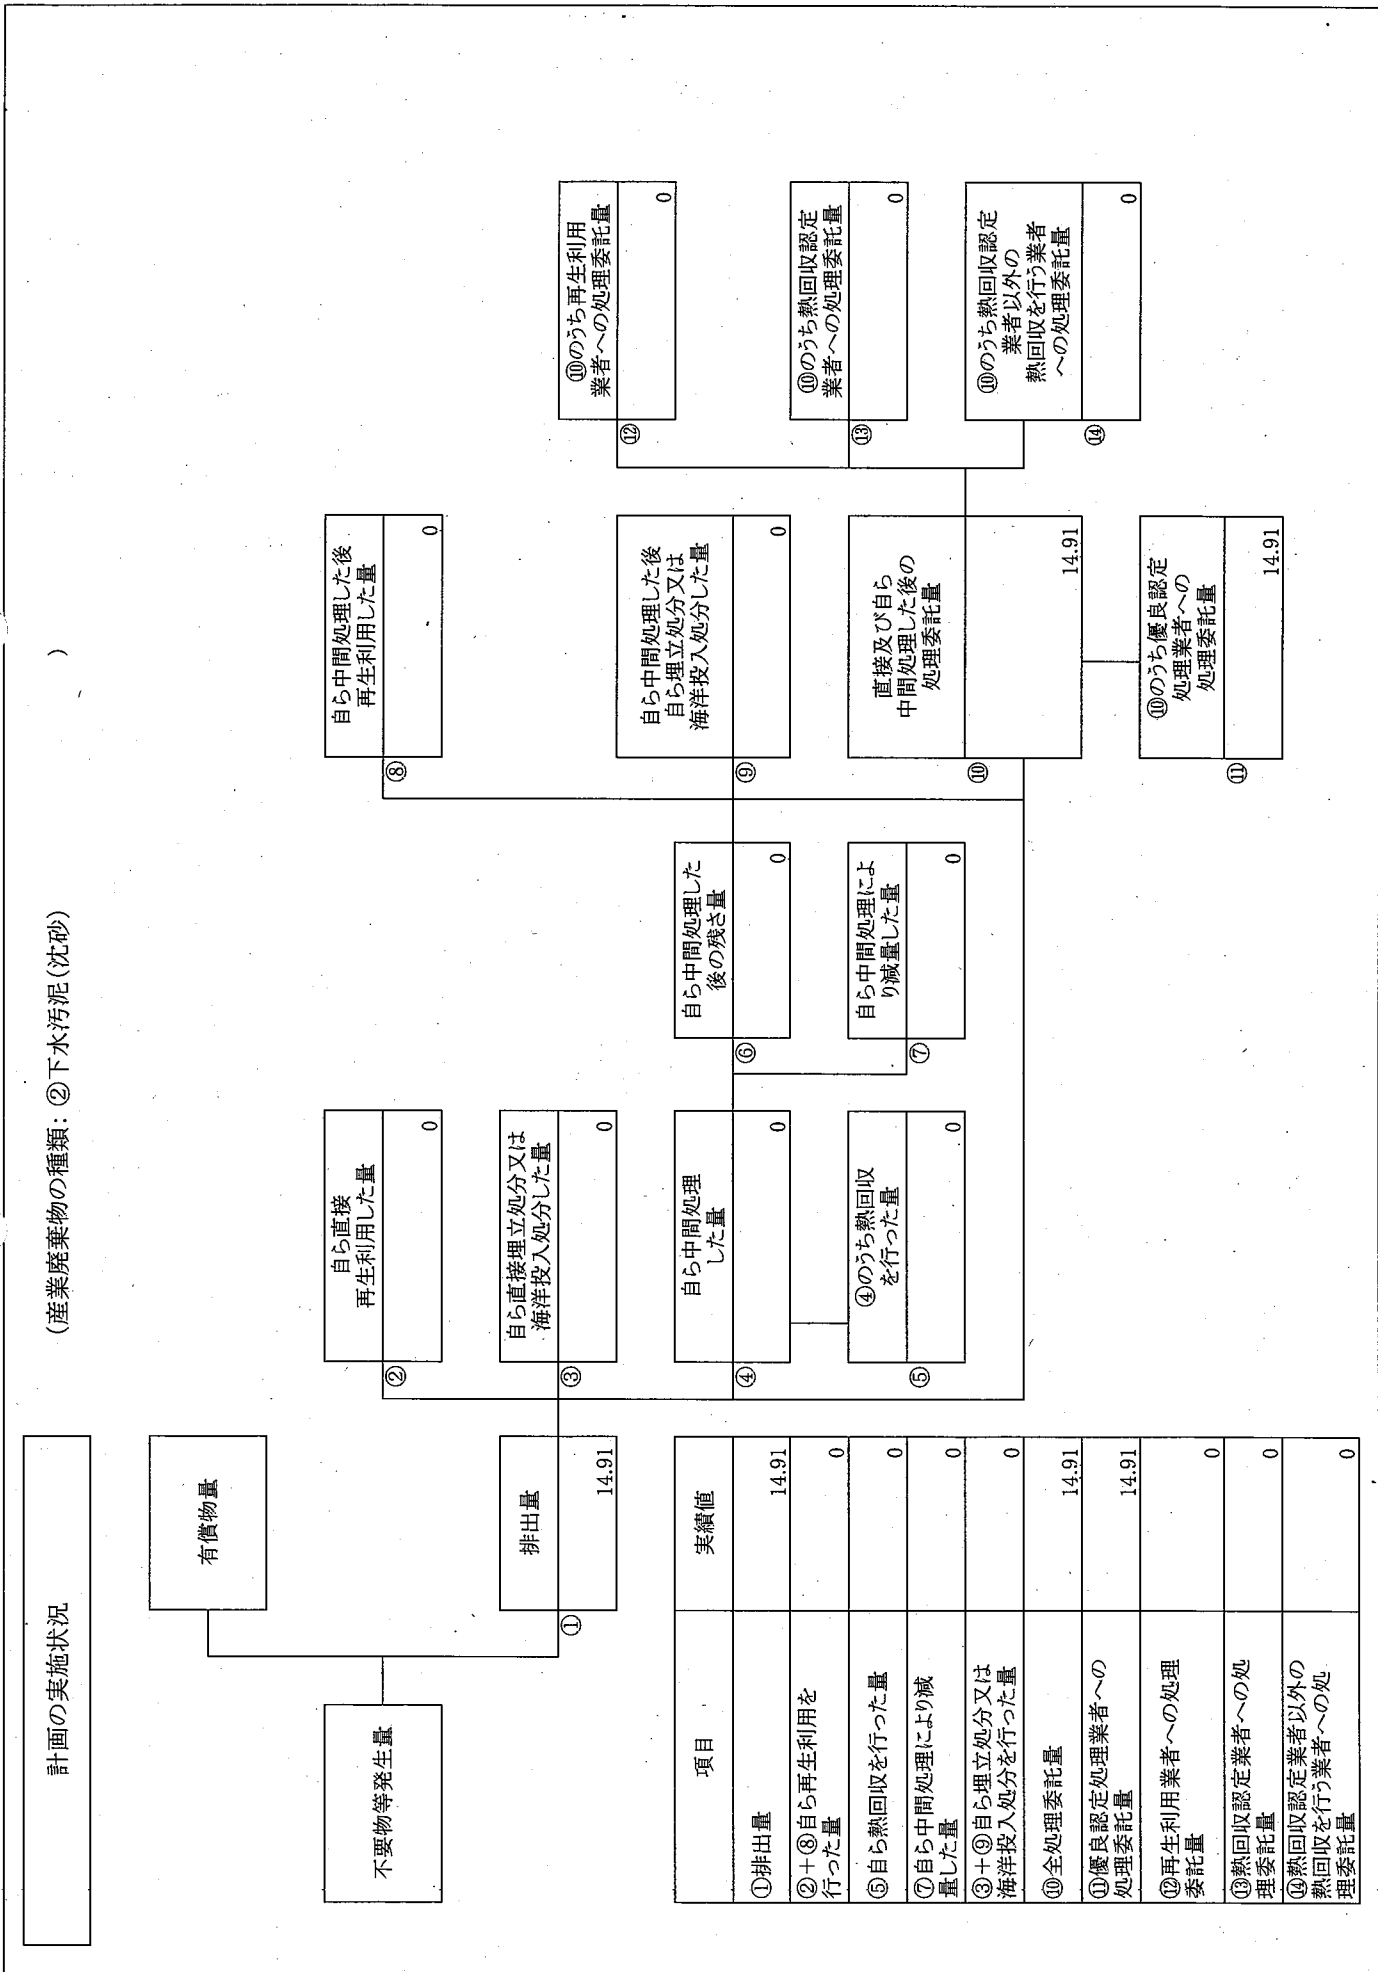 計画の実施状況
(産業廃棄物の種類: ②下水汚泥(沈砂)
)
不要物等発生量
有償物量
①
排出量
14.91
②
自ら直接
再生利用した量
0
③
自ら直接埋立処分又は
海洋投入処分した量
0
④
自ら中間処理
した量
0
⑤
④のうち熱回収
を行った量
0
⑥
自ら中間処理した
後の残さ量
0
⑦
自ら中間処理によ
り減量した量
0
⑧
自ら中間処理した後
再生利用した量
0
⑨
自ら中間処理した後
自ら埋立処分又は
海洋投入処分した量
0
⑩
直接及び自ら
中間処理した後の
処理委託量
14.91
⑪
⑩のうち優良認定
処理業者への
処理委託量
14.91
⑫
⑩のうち再生利用
業者への処理委託量
0
⑬
⑩のうち熱回収認定
業者への処理委託量
0
⑭
⑩のうち熱回収認定
業者以外の
熱回収を行う業者
への処理委託量
0
項目 実績値
①排出量 14.91
②+⑧自ら再生利用を
行った量 0
⑤自ら熱回収を行った量 0
⑦自ら中間処理により減
量した量 0
③+⑨自ら埋立処分又は
海洋投入処分を行った量 0
⑩全処理委託量 14.91
⑪優良認定処理業者への
処理委託量 14.91
⑫再生利用業者への処理
委託量 0
⑬熱回収認定業者への処
理委託量 0
⑭熱回収認定業者以外の
熱回収を行う業者への処
理委託量 0